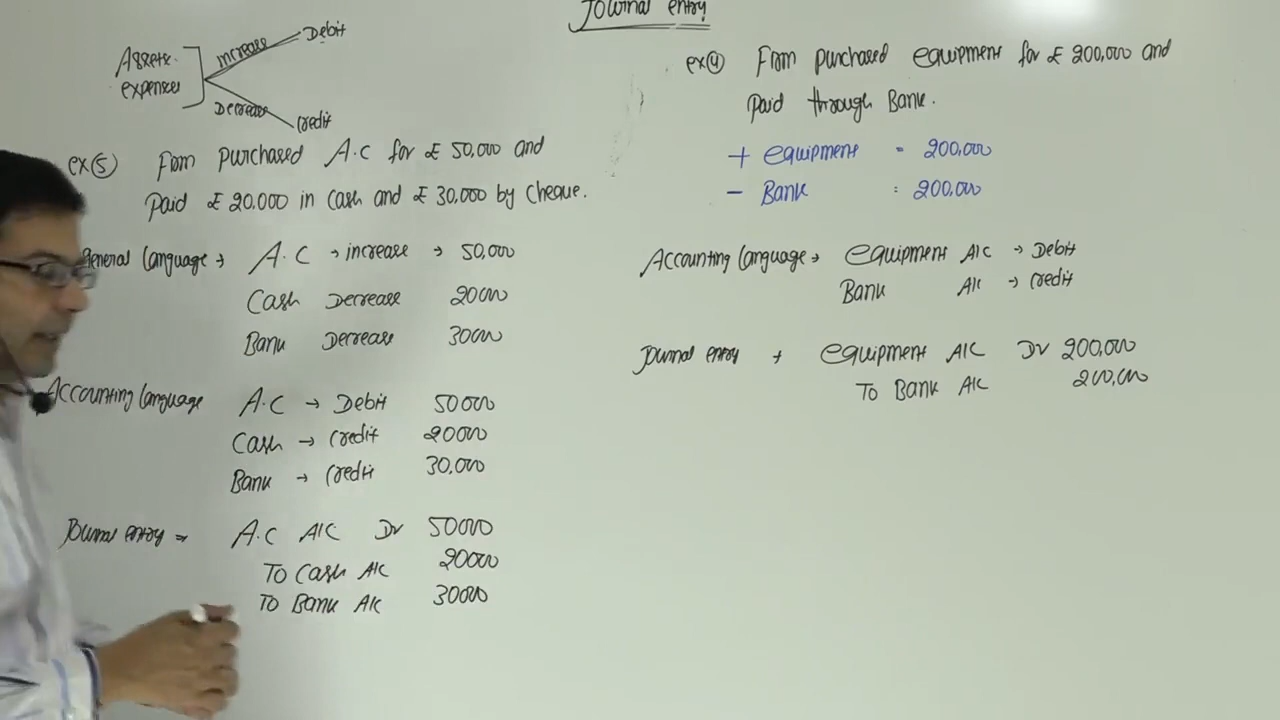 Journal entry
Assets
expenses
increase
Debit
Decrease
Credit
ex⑤ Firm purchased A.C for £ 50,000 and
Paid £ 20.000 in Cash and £ 30,000 by Cheque.
General language → A.C → increase → 50,000
Cash Decrease 20000
Bank Decrease 30000
Accounting language A.C → Debit 50000
Cash → Credit 20000
Bank → Credit 30,000
Journal entry → A.C A/C Dr 50000
To Cash A/C 20000
To Bank A/C 30000
ex④ Firm purchased equipment for £ 200,000 and
Paid through Bank.
+ equipment = 200,000
- Bank : 200,000
Accounting language → equipment A/C → Debit
Bank A/C → Credit
Journal entry → equipment A/C Dr 200,000
To Bank A/C 200,000